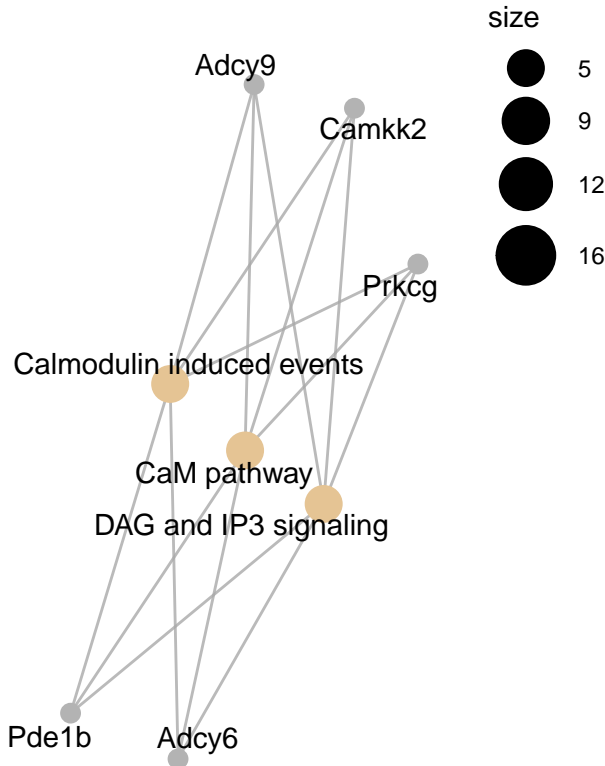 size
Adcy9
5
Camkk2
9
12
16
Prkcg
Calmodulin induced events
CaM pathway
DAG and IP3 signaling
Pde1b
Adcy6